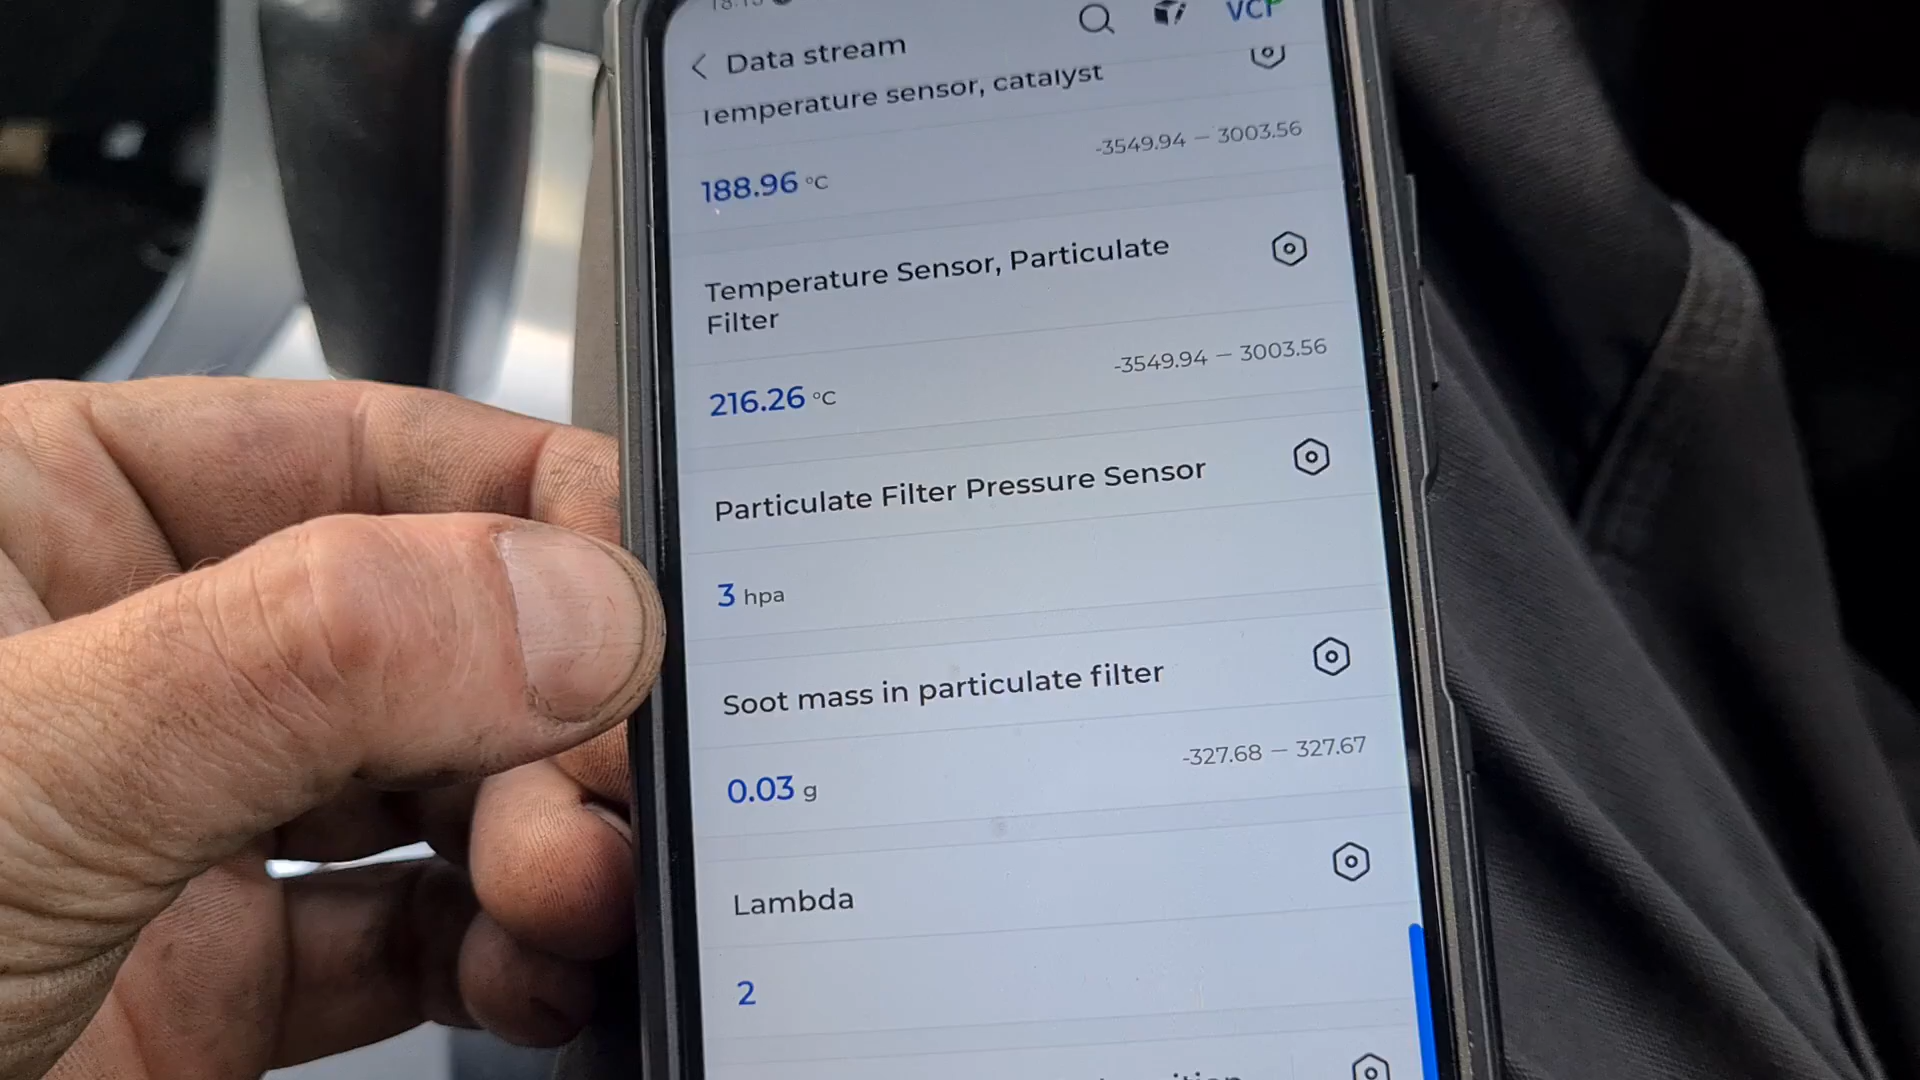 Data stream
VCI
Temperature sensor, catalyst
-3549.94 — 3003.56
188.96 °C
Temperature Sensor, Particulate
Filter
-3549.94 — 3003.56
216.26 °C
Particulate Filter Pressure Sensor
3 hpa
Soot mass in particulate filter
-327.68 — 327.67
0.03 g
Lambda
2